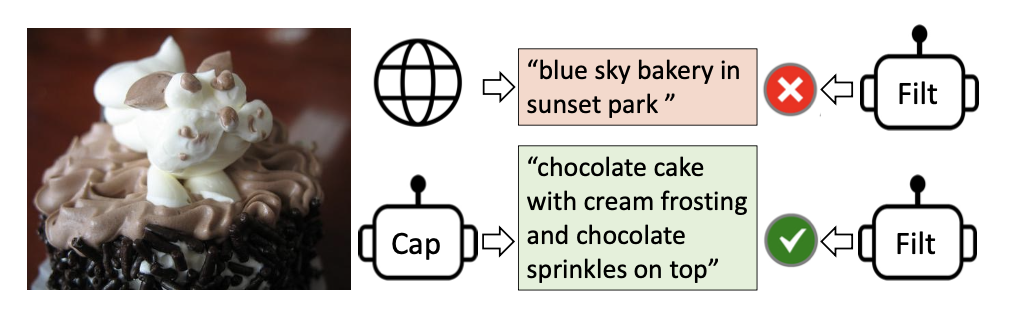 “blue sky bakery in
sunset park ”
Filt
Cap
“chocolate cake
with cream frosting
and chocolate
sprinkles on top”
Filt